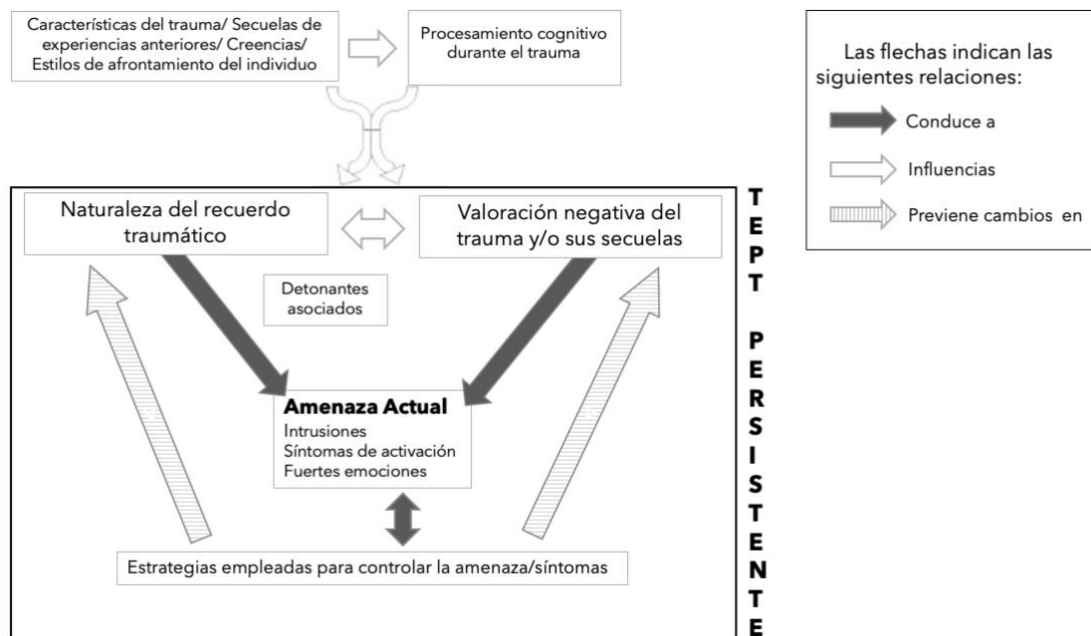 Características del trauma/ Secuelas de
experiencias anteriores/ Creencias/
Estilos de afrontamiento del individuo
Procesamiento cognitivo
durante el trauma
Las flechas indican las
siguientes relaciones:
Conduce a
Influencias
Previene cambios en
Naturaleza del recuerdo
traumático
Valoración negativa del
trauma y/o sus secuelas
Detonantes
asociados
Amenaza Actual
Intrusiones
Síntomas de activación
Fuertes emociones
Estrategias empleadas para controlar la amenaza/síntomas
TEPT PERSISTENTE